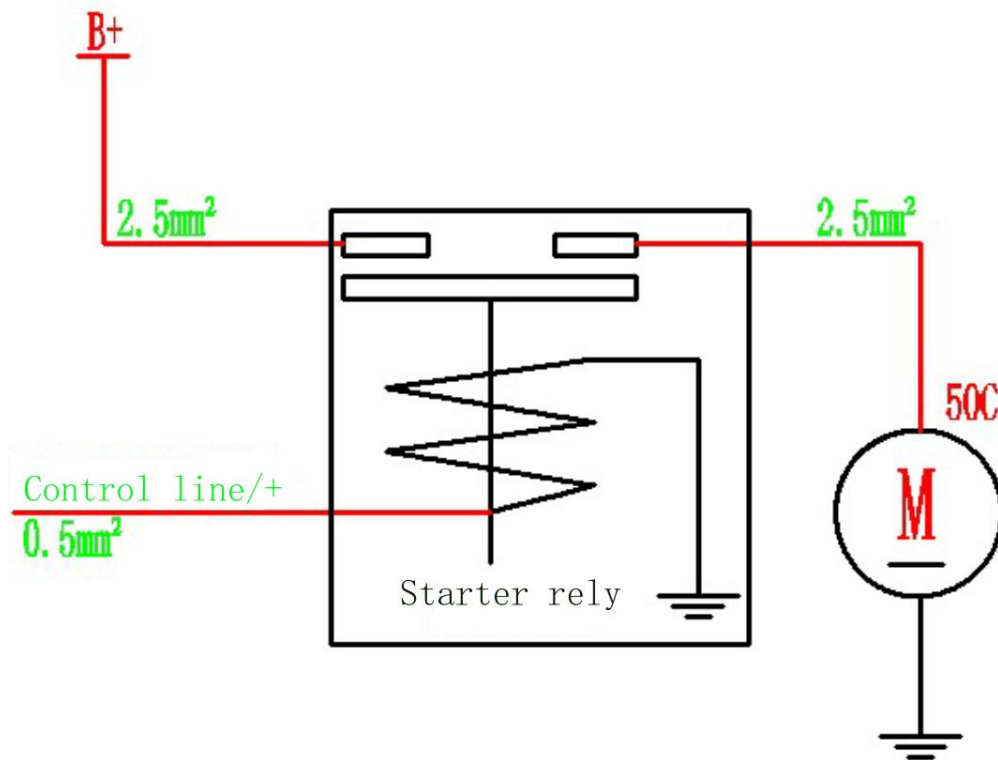 B+
2.5mm²
2.5mm²
50C
Control line/+
0.5mm²
M
Starter rely